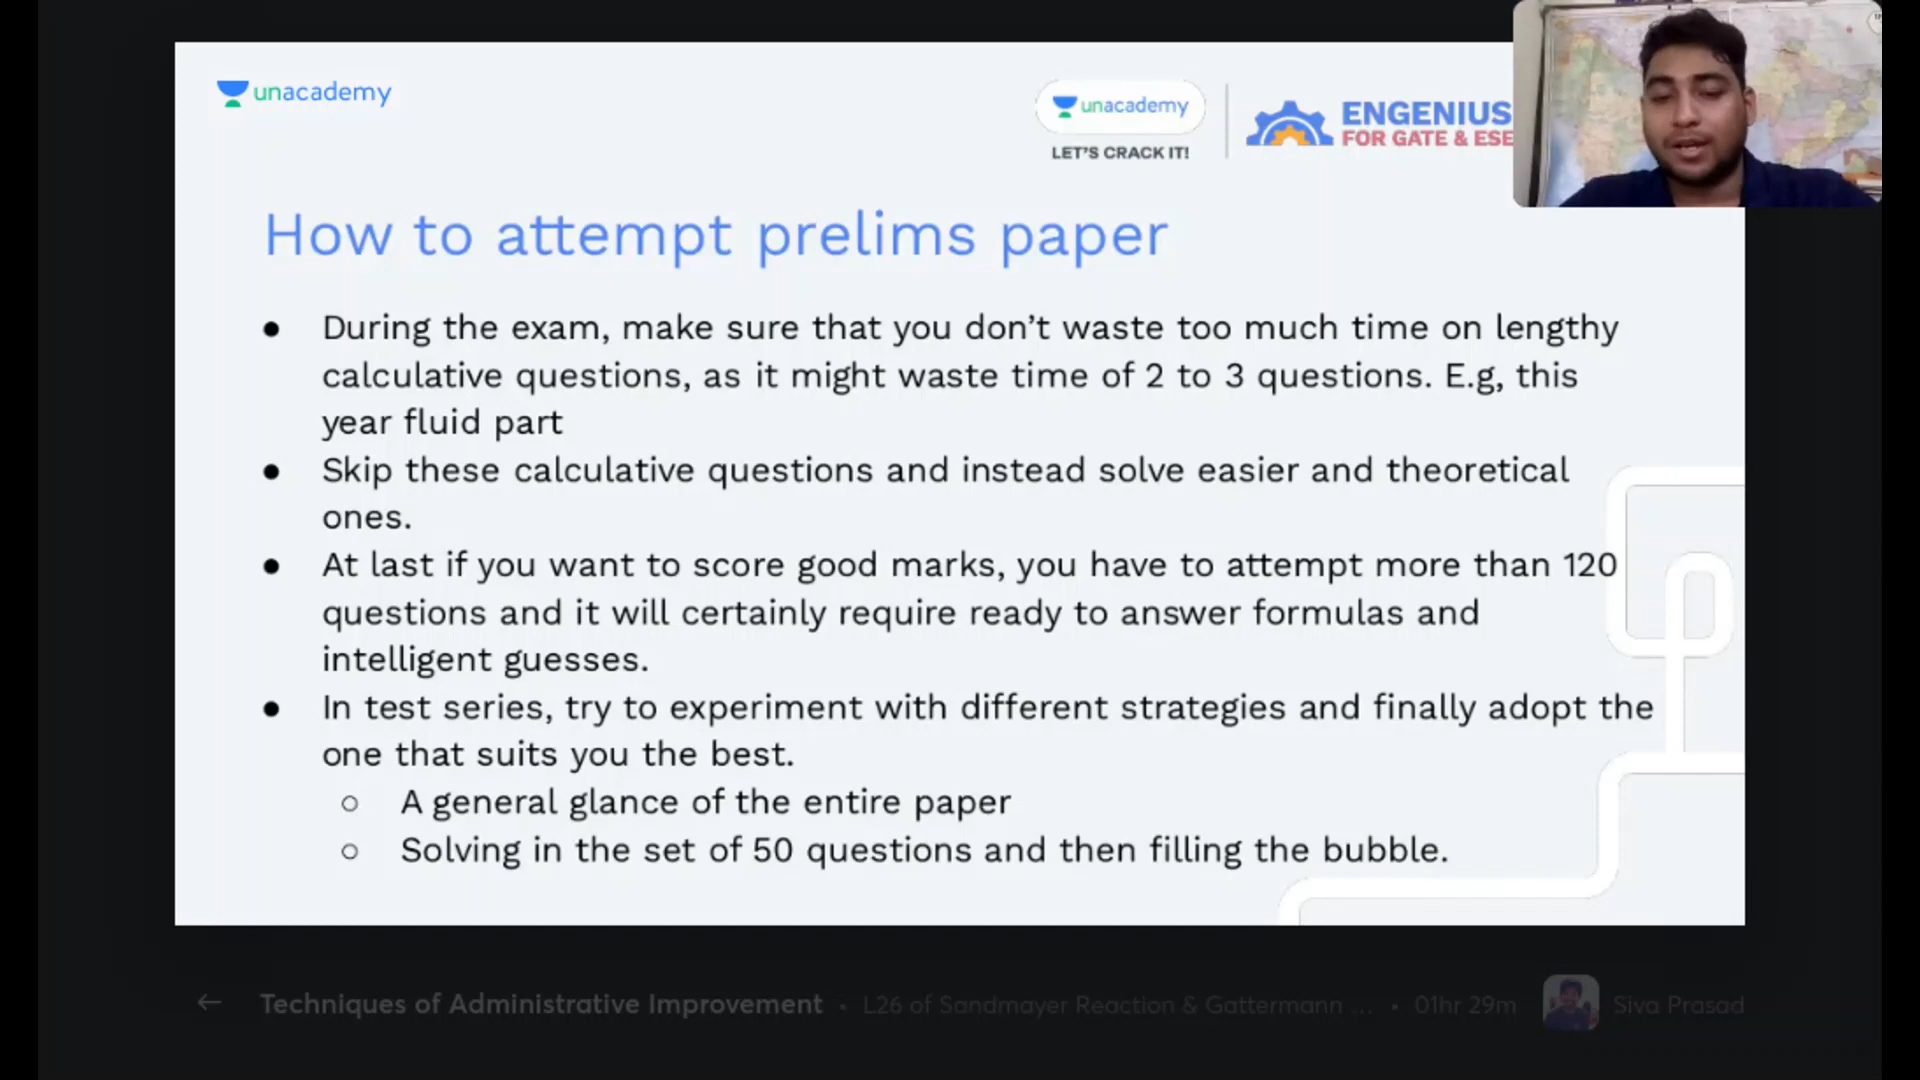 unacademy
unacademy
LET'S CRACK IT!
ENGENIUS
FOR GATE & ESE
How to attempt prelims paper
● During the exam, make sure that you don't waste too much time on lengthy
calculative questions, as it might waste time of 2 to 3 questions. E.g, this
year fluid part
● Skip these calculative questions and instead solve easier and theoretical
ones.
● At last if you want to score good marks, you have to attempt more than 120
questions and it will certainly require ready to answer formulas and
intelligent guesses.
● In test series, try to experiment with different strategies and finally adopt the
one that suits you the best.
○ A general glance of the entire paper
○ Solving in the set of 50 questions and then filling the bubble.
← Techniques of Administrative Improvement • L26 of Sandmayer Reaction & Gattermann ... • 01hr 29m Siva Prasad